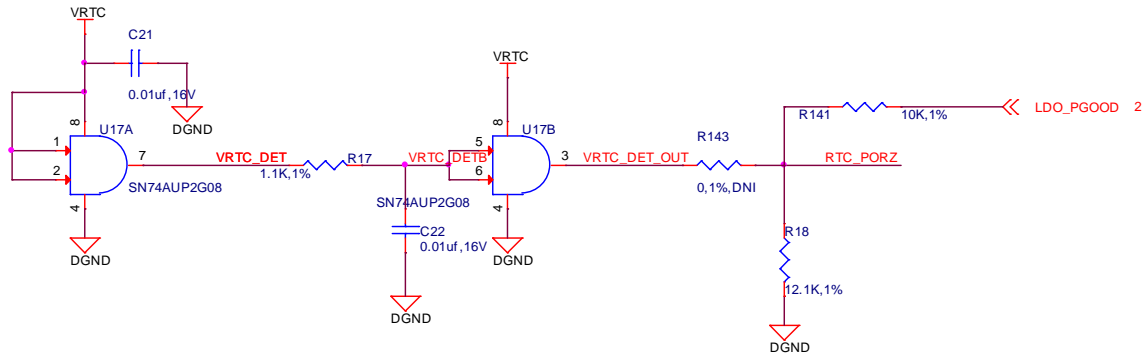 VRTC
C21
0.01uf,16V
DGND
8
U17A
1
2
7
4
SN74AUP2G08
DGND
VRTC_DET
R17
1.1K,1%
VRTC_DETB
SN74AUP2G08
C22
0.01uf,16V
DGND
VRTC
8
U17B
5
6
3
4
DGND
VRTC_DET_OUT
R143
0,1%,DNI
R141
10K,1%
LDO_PGOOD 2
RTC_PORZ
R18
12.1K,1%
DGND